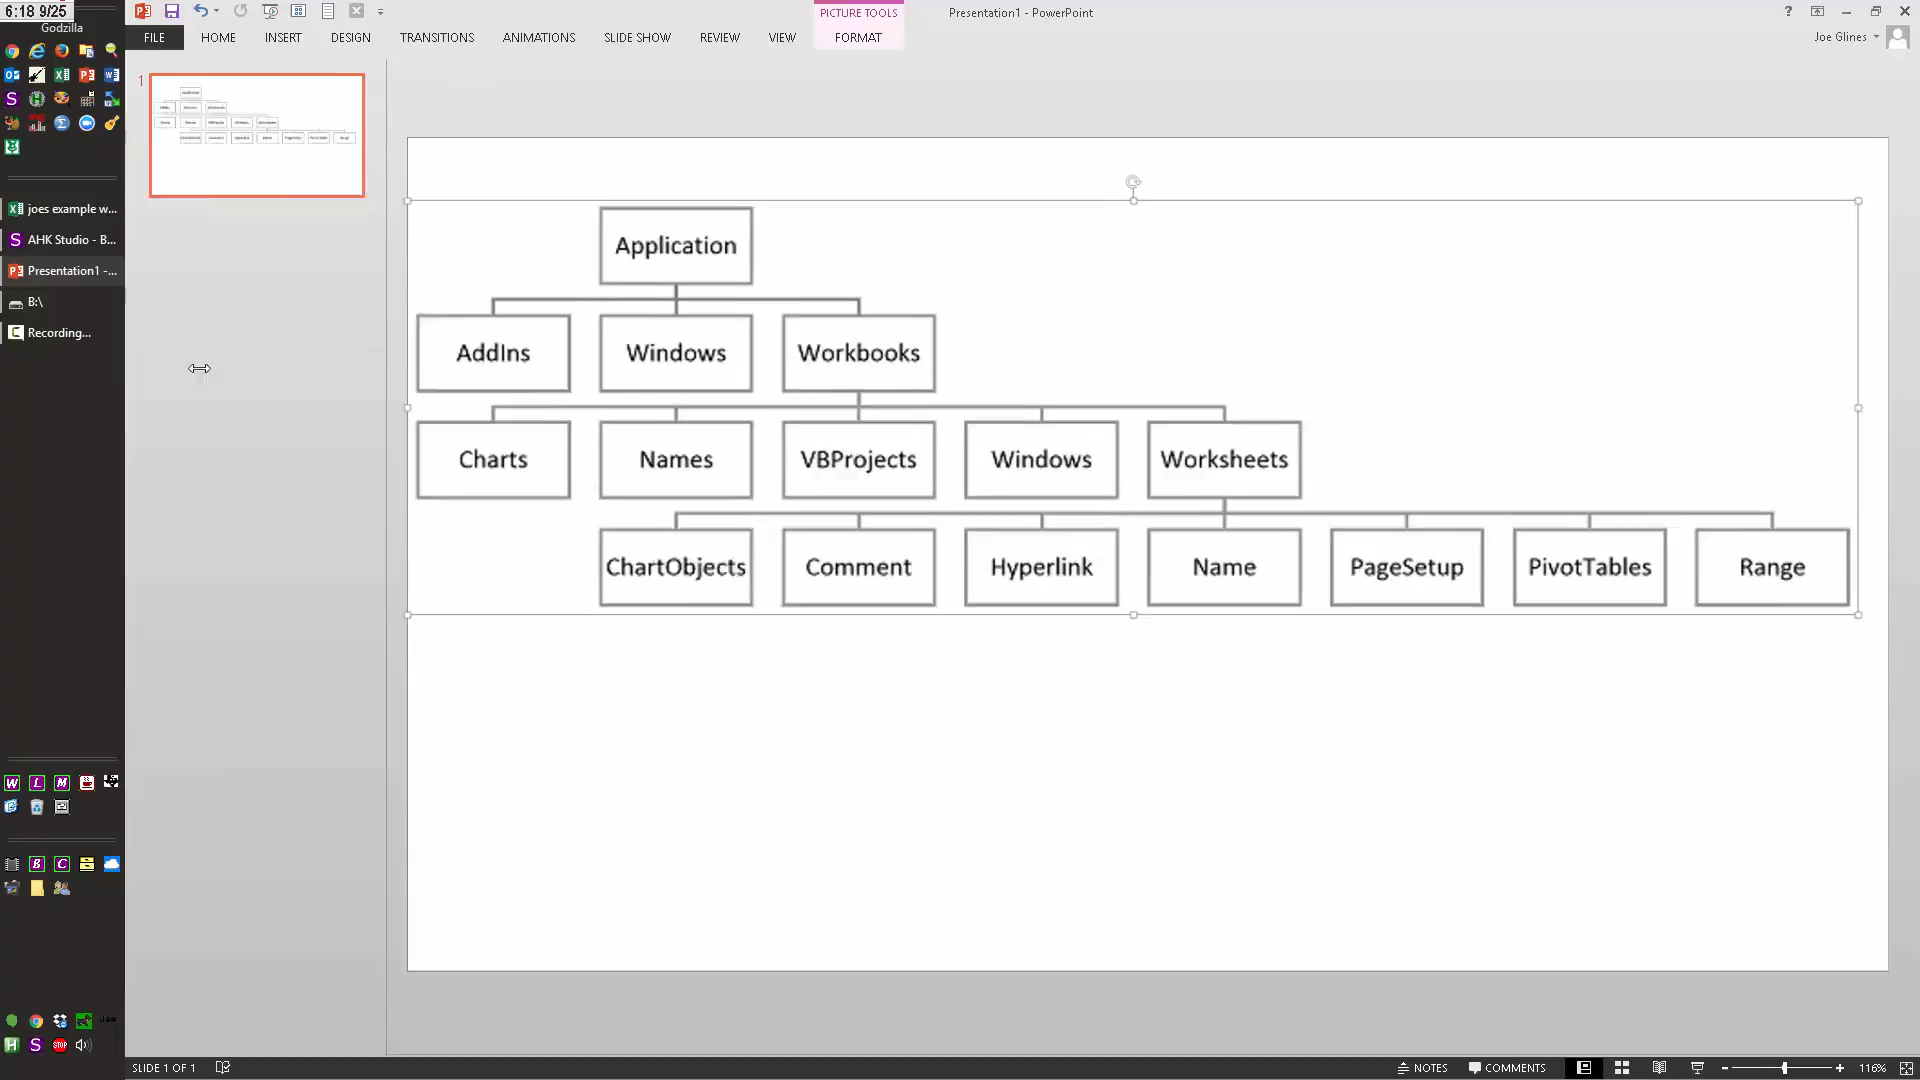 6:18 9/25
Godzilla
PICTURE TOOLS
Presentation1 - PowerPoint
FILE
HOME
INSERT
DESIGN
TRANSITIONS
ANIMATIONS
SLIDE SHOW
REVIEW
VIEW
FORMAT
Joe Glines
1
joes example w...
AHK Studio - B...
Presentation1 -...
B:\
Recording...
Application
AddIns
Windows
Workbooks
Charts
Names
VBProjects
Windows
Worksheets
ChartObjects
Comment
Hyperlink
Name
PageSetup
PivotTables
Range
SLIDE 1 OF 1
NOTES
COMMENTS
116%